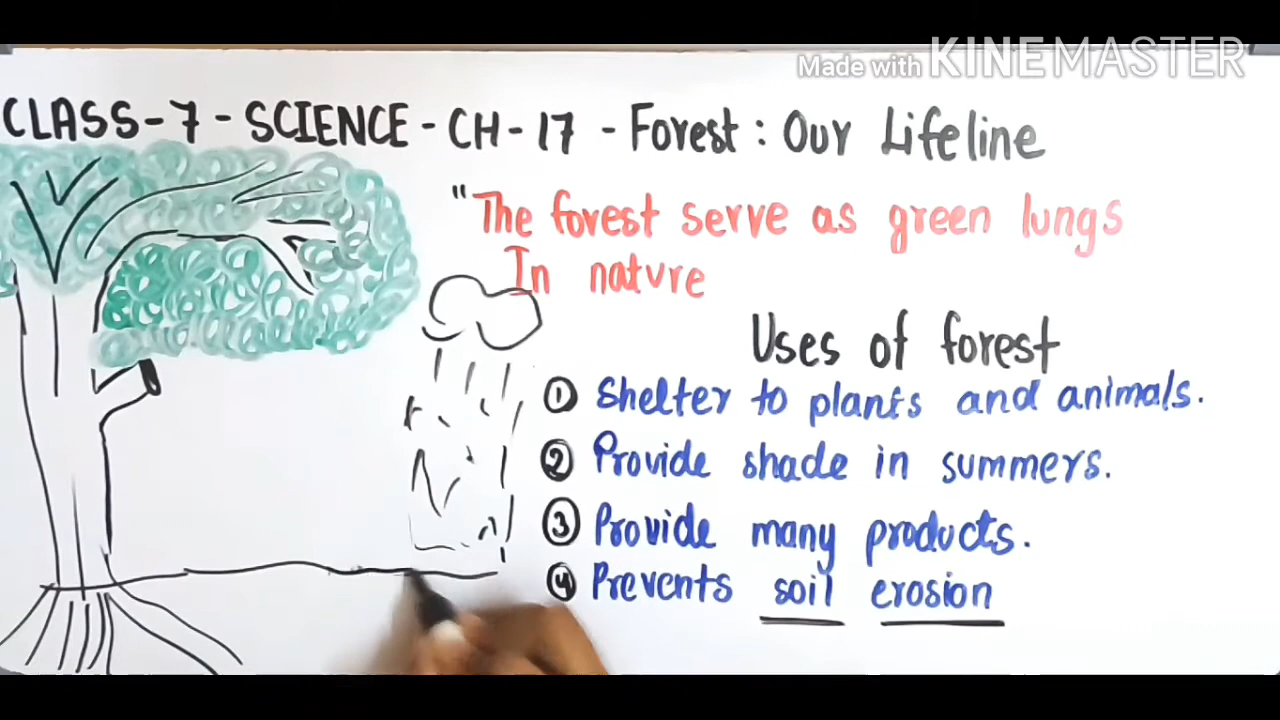 Made with KINEMASTER
CLASS-7-SCIENCE-CH-17-Forest: Our Lifeline
"The forest serve as green lungs
In nature
Uses of forest
① Shelter to plants and animals.
② Provide shade in summers.
③ Provide many products.
④ Prevents soil erosion